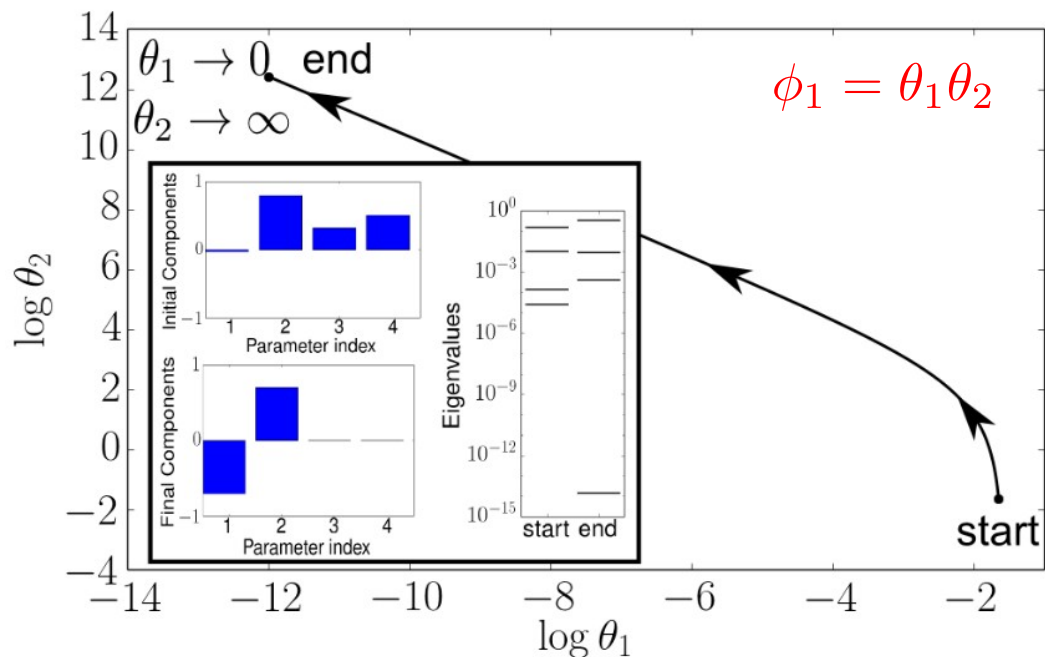 14
12
10
8
6
4
2
0
−2
−4
log θ₂
θ₁ → 0 end
θ₂ → ∞
ϕ₁ = θ₁θ₂
Initial Components
1
0
−1
1 2 3 4
Parameter index
Final Components
1
0
−1
1 2 3 4
Parameter index
Eigenvalues
10⁰
10⁻³
10⁻⁶
10⁻⁹
10⁻¹²
10⁻¹⁵
start end
start
−14 −12 −10 −8 −6 −4 −2
log θ₁